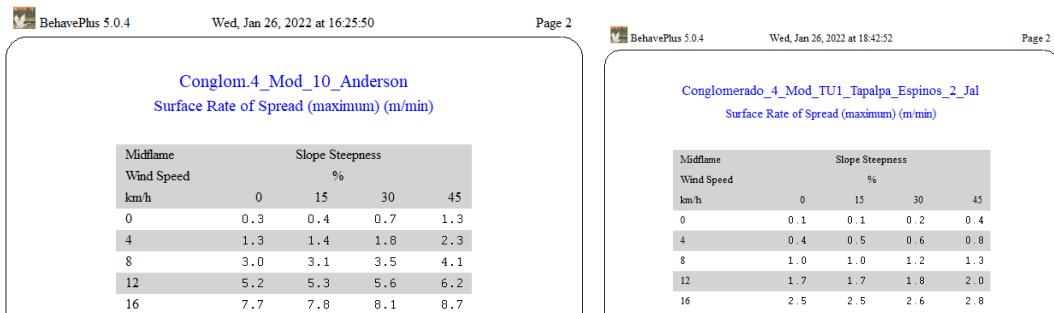 BehavePlus 5.0.4 Wed, Jan 26, 2022 at 16:25:50 Page 2
Conglom.4_Mod_10_Anderson
Surface Rate of Spread (maximum) (m/min)
Midflame Slope Steepness
Wind Speed %
km/h 0 15 30 45
0 0.3 0.4 0.7 1.3
4 1.3 1.4 1.8 2.3
8 3.0 3.1 3.5 4.1
12 5.2 5.3 5.6 6.2
16 7.7 7.8 8.1 8.7
BehavePlus 5.0.4 Wed, Jan 26, 2022 at 18:42:52 Page 2
Conglomerado_4_Mod_TU1_Tapalpa_Espinos_2_Jal
Surface Rate of Spread (maximum) (m/min)
Midflame Slope Steepness
Wind Speed %
km/h 0 15 30 45
0 0.1 0.1 0.2 0.4
4 0.4 0.5 0.6 0.8
8 1.0 1.0 1.2 1.3
12 1.7 1.7 1.8 2.0
16 2.5 2.5 2.6 2.8